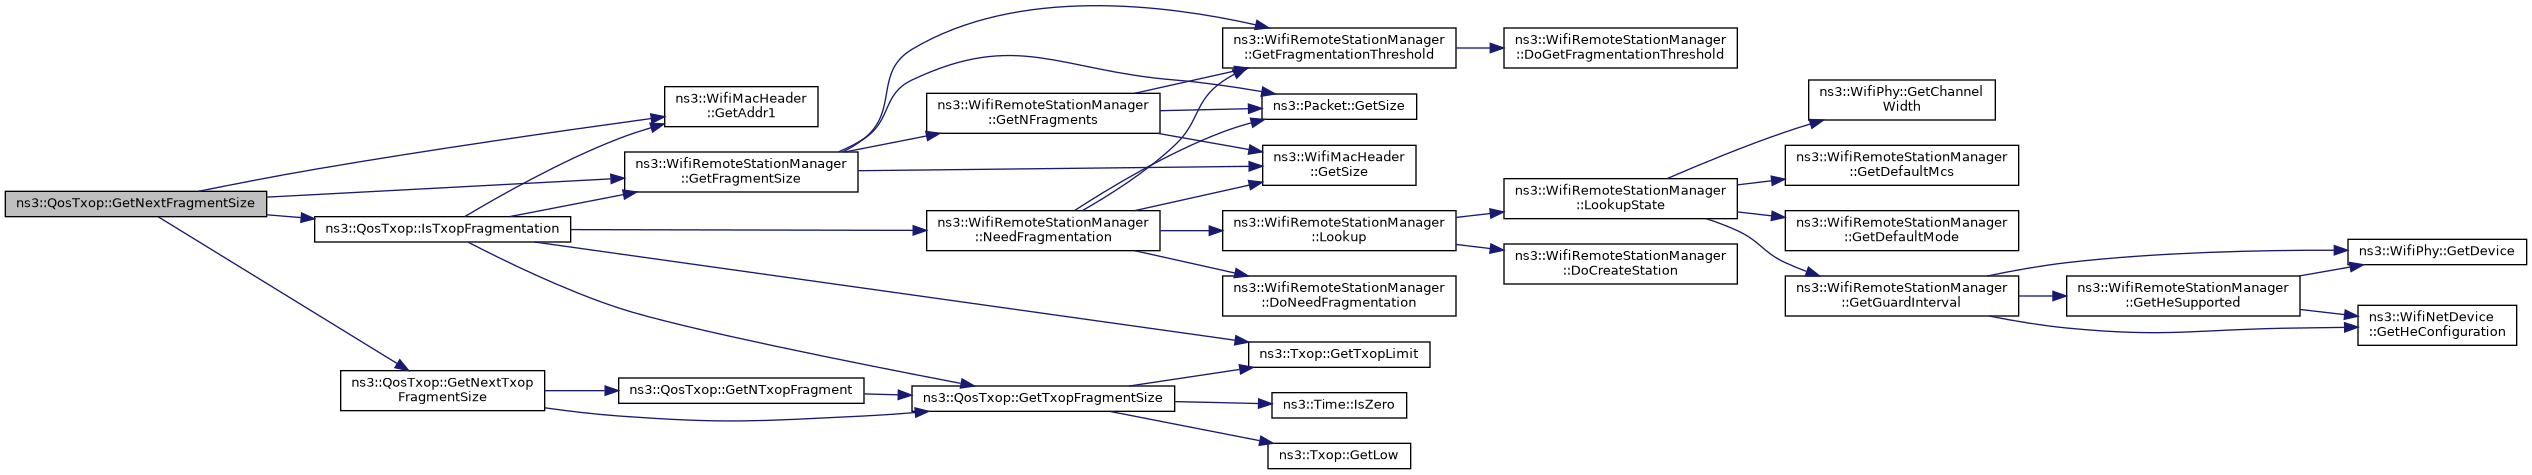 ns3::QosTxop::GetNextFragmentSize
ns3::WifiMacHeader
::GetAddr1
ns3::WifiRemoteStationManager
::GetFragmentSize
ns3::QosTxop::IsTxopFragmentation
ns3::QosTxop::GetNextTxop
FragmentSize
ns3::QosTxop::GetNTxopFragment
ns3::WifiRemoteStationManager
::GetNFragments
ns3::WifiRemoteStationManager
::NeedFragmentation
ns3::QosTxop::GetTxopFragmentSize
ns3::WifiRemoteStationManager
::GetFragmentationThreshold
ns3::Packet::GetSize
ns3::WifiMacHeader
::GetSize
ns3::WifiRemoteStationManager
::Lookup
ns3::WifiRemoteStationManager
::DoNeedFragmentation
ns3::Txop::GetTxopLimit
ns3::Time::IsZero
ns3::Txop::GetLow
ns3::WifiRemoteStationManager
::DoGetFragmentationThreshold
ns3::WifiRemoteStationManager
::LookupState
ns3::WifiRemoteStationManager
::DoCreateStation
ns3::WifiPhy::GetChannel
Width
ns3::WifiRemoteStationManager
::GetDefaultMcs
ns3::WifiRemoteStationManager
::GetDefaultMode
ns3::WifiRemoteStationManager
::GetGuardInterval
ns3::WifiRemoteStationManager
::GetHeSupported
ns3::WifiPhy::GetDevice
ns3::WifiNetDevice
::GetHeConfiguration